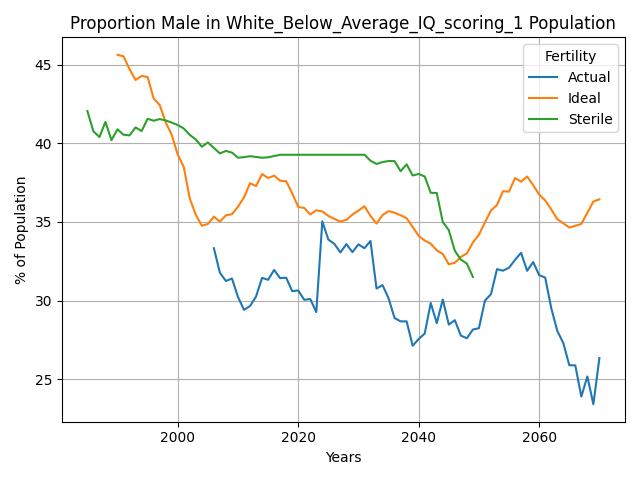 Proportion Male in White_Below_Average_IQ_scoring_1 Population
Fertility
Actual
Ideal
Sterile
% of Population
45
40
35
30
25
2000
2020
2040
2060
Years